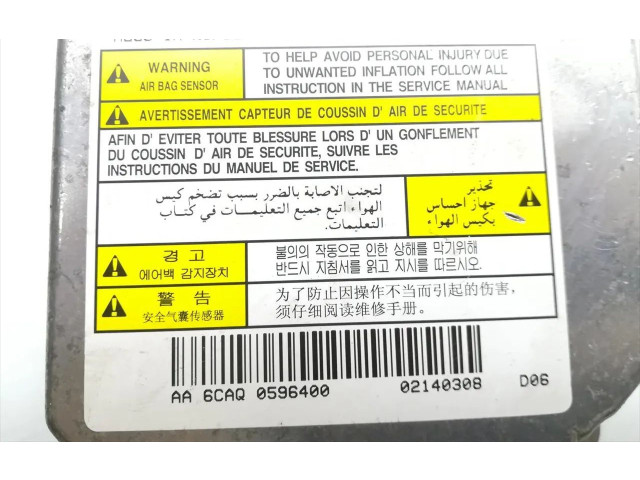 WARNING
AIR BAG SENSOR
TO HELP AVOID PERSONAL INJURY DUE
TO UNWANTED INFLATION FOLLOW ALL
INSTRUCTION IN THE SERVICE MANUAL
AVERTISSEMENT CAPTEUR DE COUSSIN D' AIR DE SECURITE
AFIN D' EVITER TOUTE BLESSURE LORS D' UN GONFLEMENT
DU COUSSIN D' AIR DE SECURITE, SUIVRE LES
INSTRUCTIONS DU MANUEL DE SERVICE.
تحذير
جهاز احساس
بكيس الهواء
لتجنب الاصابة بالضرر بسبب تضخم كيس
الهواء اتبع جميع التعليمات في كتاب
التعليمات.
경 고
에어백 감지장치
불의의 작동으로 인한 상해를 막기위해
반드시 지침서를 읽고 지시를 따르시오.
警 告
安全气囊传感器
为了防止因操作不当而引起的伤害,
须仔细阅读维修手册。
AA 6CAQ 0596400 02140308 D06